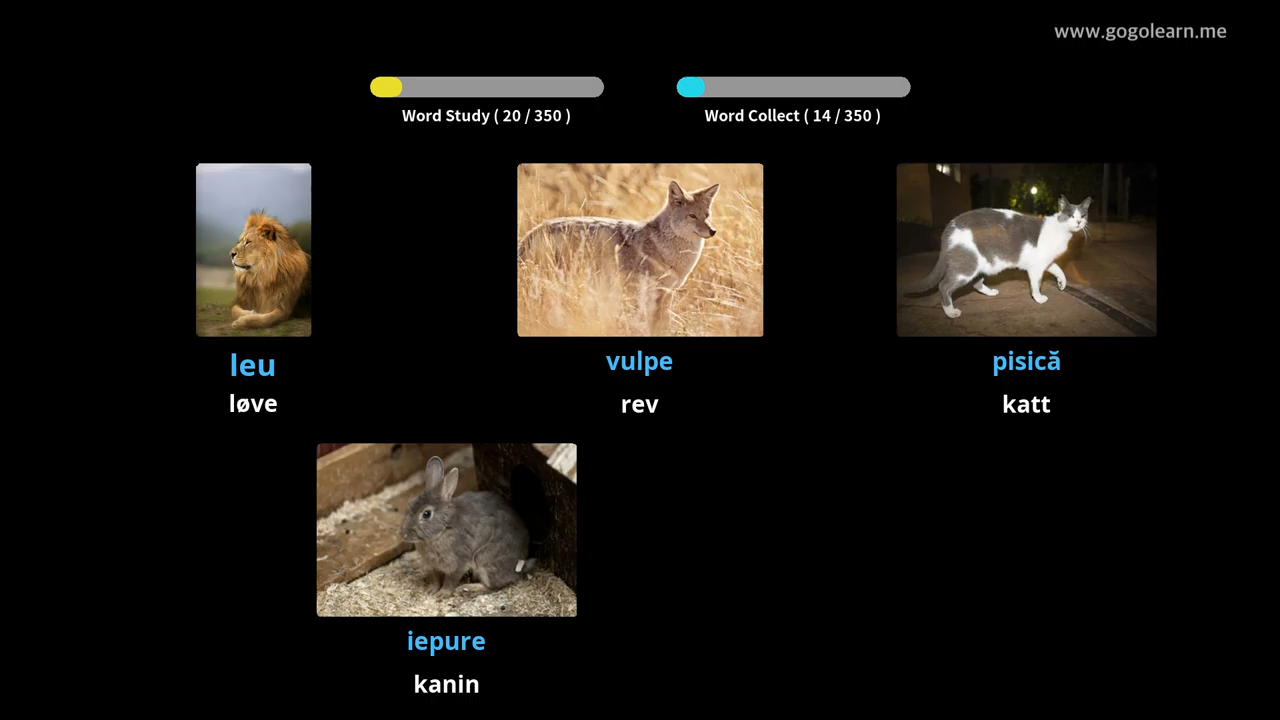 www.gogolearn.me
Word Study ( 20 / 350 )
Word Collect ( 14 / 350 )
leu
løve
vulpe
rev
pisică
katt
iepure
kanin